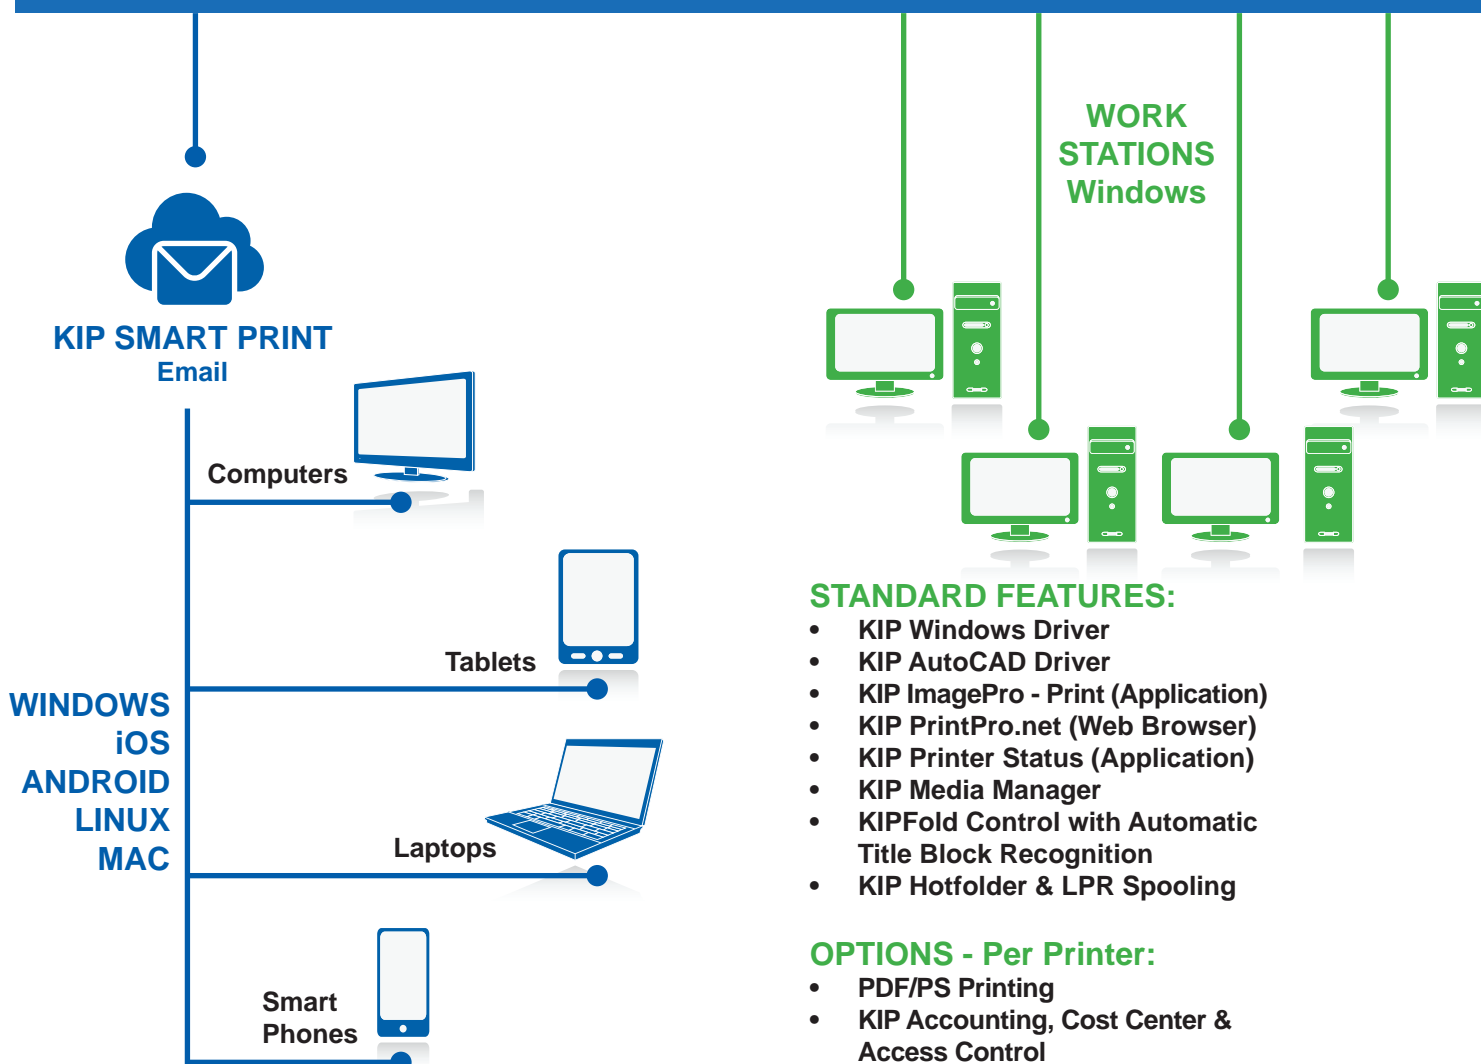 WORK
STATIONS
Windows
KIP SMART PRINT
Email
Computers
Tablets
WINDOWS
iOS
ANDROID
LINUX
MAC
Laptops
Smart
Phones
STANDARD FEATURES:
• KIP Windows Driver
• KIP AutoCAD Driver
• KIP ImagePro - Print (Application)
• KIP PrintPro.net (Web Browser)
• KIP Printer Status (Application)
• KIP Media Manager
• KIPFold Control with Automatic
Title Block Recognition
• KIP Hotfolder & LPR Spooling
OPTIONS - Per Printer:
• PDF/PS Printing
• KIP Accounting, Cost Center &
Access Control